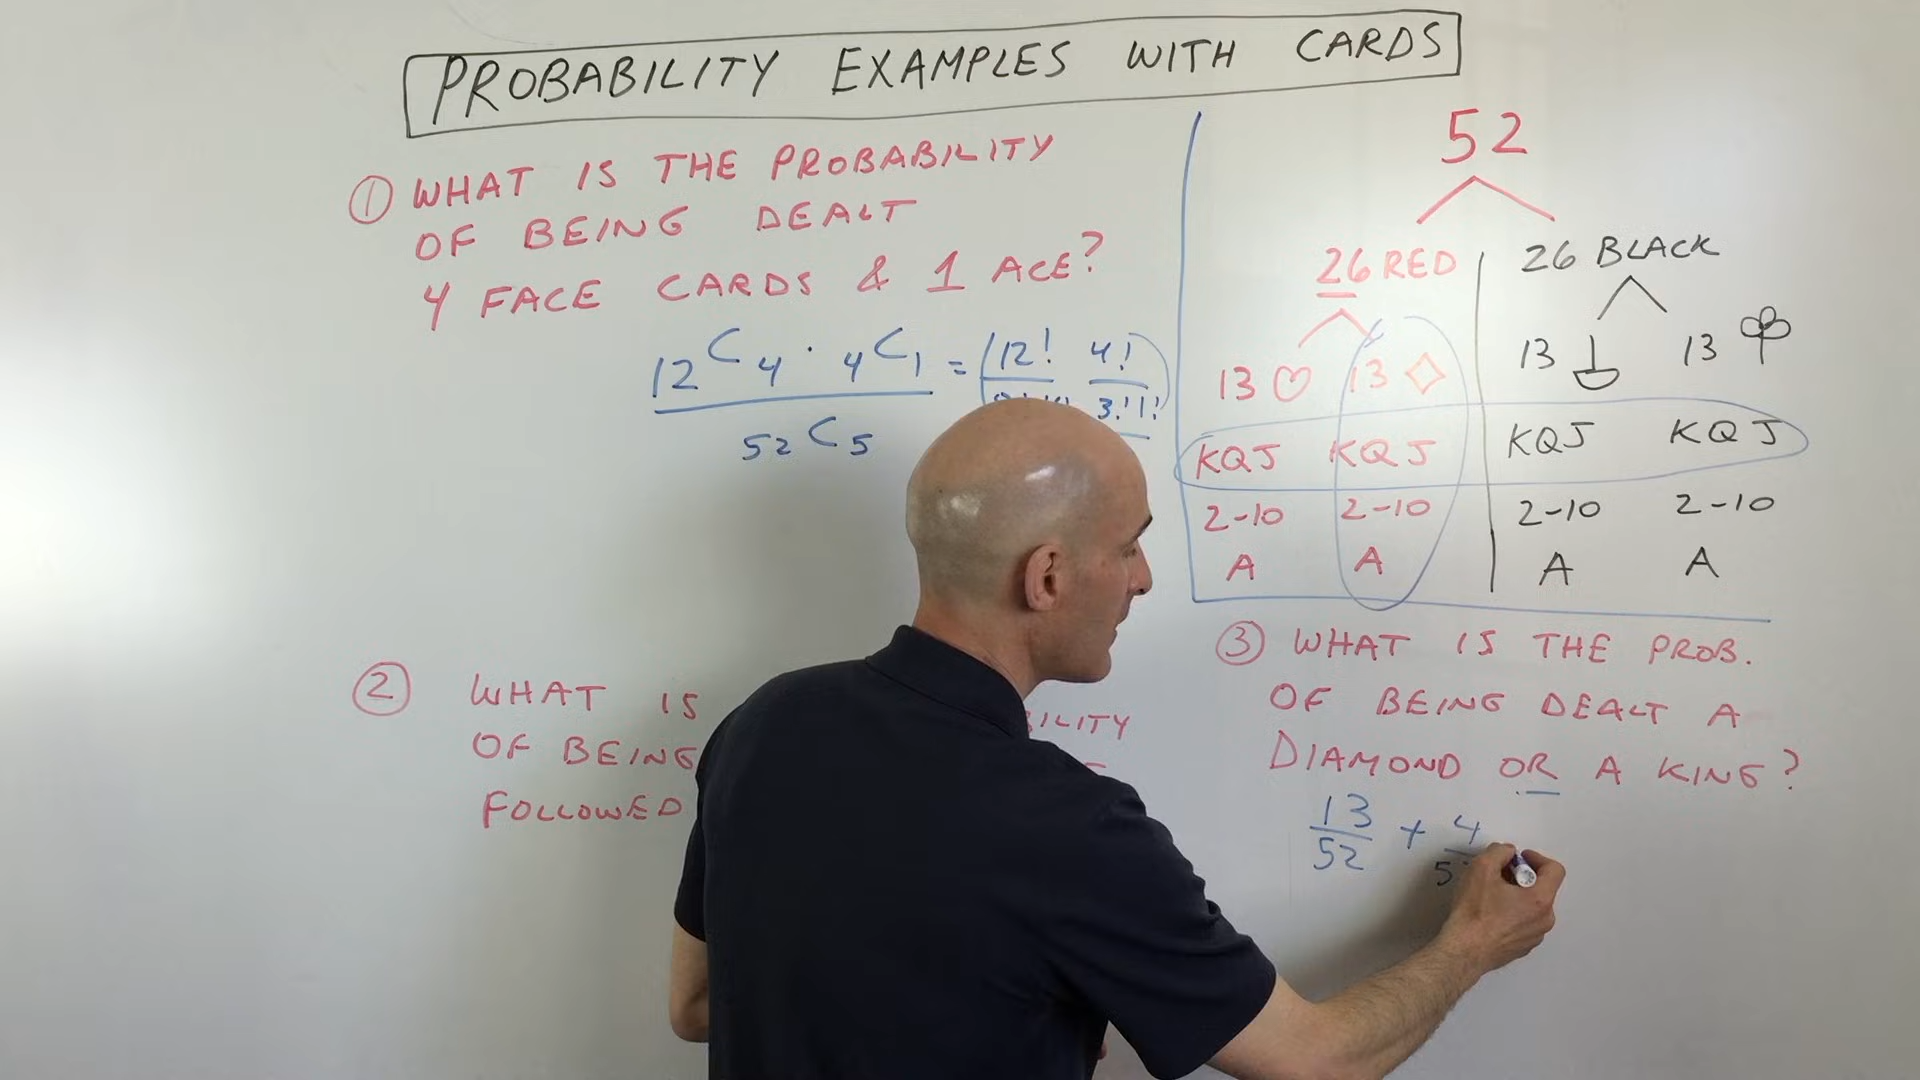 PROBABILITY EXAMPLES WITH CARDS
① WHAT IS THE PROBABILITY
OF BEING DEALT
4 FACE CARDS & 1 ACE?
12C4 · 4C1 = (12! 4!)
52C5 3!1!
52
26 RED 26 BLACK
13 13 13 13
KQJ KQJ KQJ KQJ
2-10 2-10 2-10 2-10
A A A A
② WHAT IS
OF BEING
FOLLOWED
③ WHAT IS THE PROB.
OF BEING DEALT A
DIAMOND OR A KING?
13 + 4
52 5